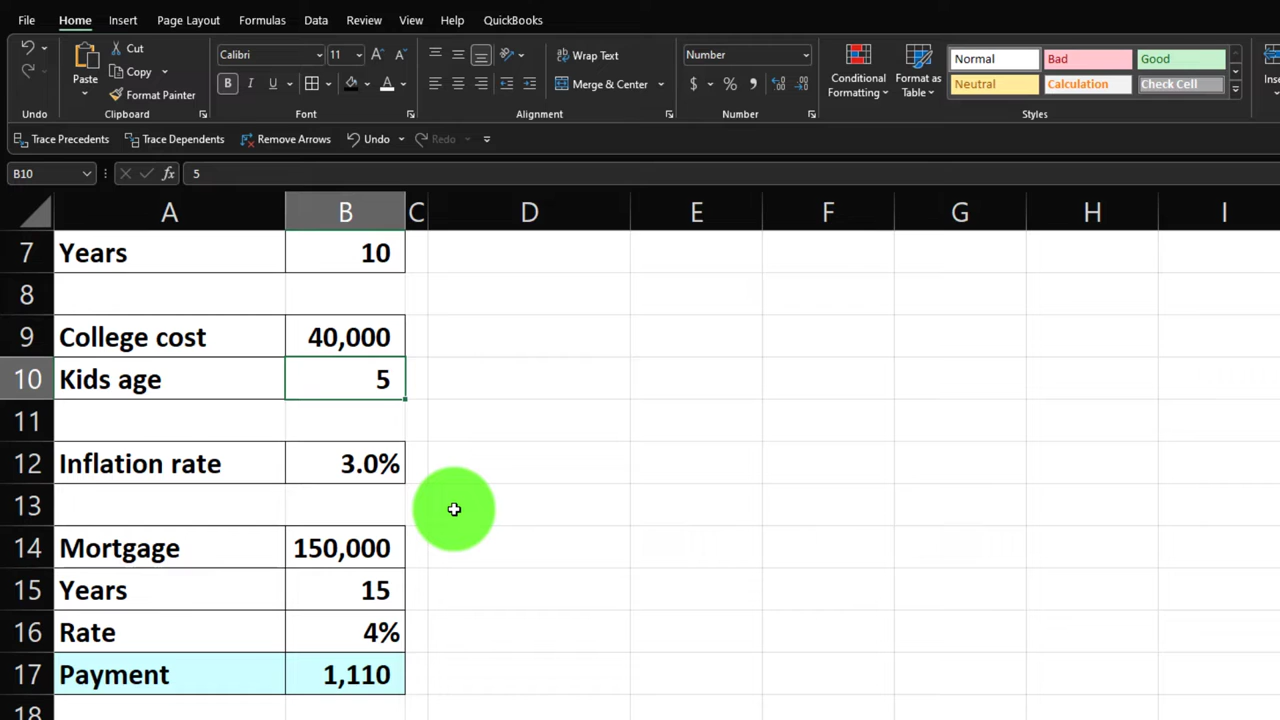 File Home Insert Page Layout Formulas Data Review View Help QuickBooks
Cut
Copy
Paste
Format Painter
Undo
Clipboard
Calibri 11
B I U
Font
Wrap Text
Merge & Center
Alignment
Number
$ % 9
Number
Conditional Formatting
Format as Table
Normal Bad Good
Neutral Calculation Check Cell
Styles
Trace Precedents Trace Dependents Remove Arrows Undo Redo
B10 fx 5
A B C D E F G H I
7 Years 10
8
9 College cost 40,000
10 Kids age 5
11
12 Inflation rate 3.0%
13
14 Mortgage 150,000
15 Years 15
16 Rate 4%
17 Payment 1,110
18